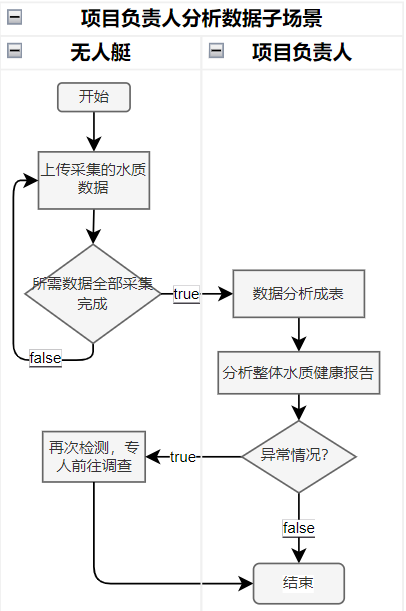 项目负责人分析数据子场景
无人艇
项目负责人
开始
上传采集的水质
数据
所需数据全部采集
完成
true
false
数据分析成表
分析整体水质健康报告
异常情况?
true
再次检测，专
人前往调查
false
结束